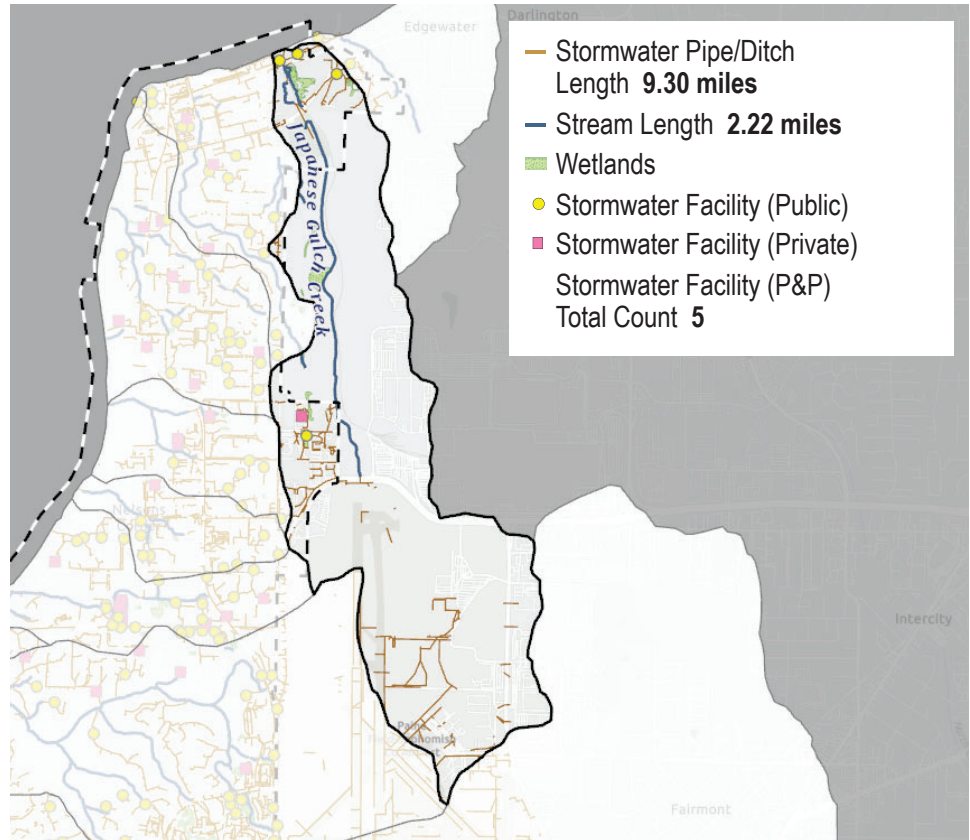 Edgewater
Darlington
Stormwater Pipe/Ditch
Length 9.30 miles
Stream Length 2.22 miles
Wetlands
Stormwater Facility (Public)
Stormwater Facility (Private)
Stormwater Facility (P&P)
Total Count 5
Japanese Gulch Creek
Intercity
Fairmont